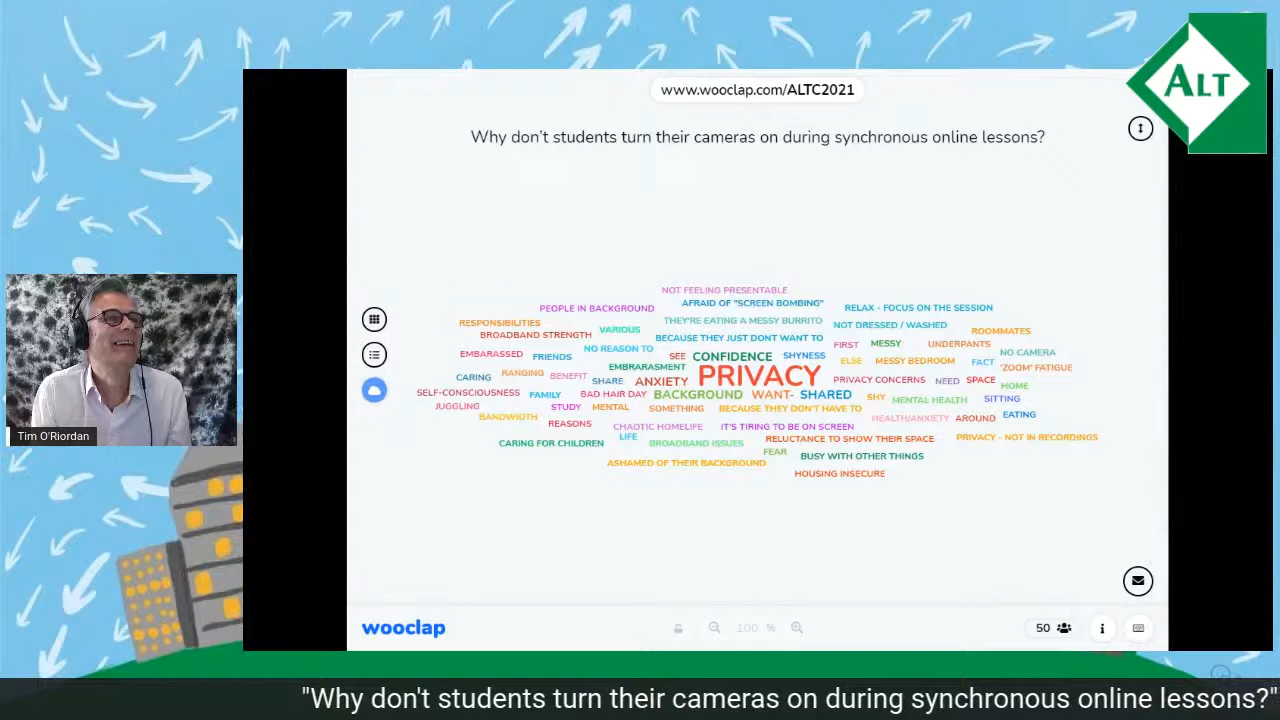 www.wooclap.com/ALTC2021
ALT
Why don't students turn their cameras on during synchronous online lessons?
NOT FEELING PRESENTABLE
AFRAID OF "SCREEN BOMBING"
PEOPLE IN BACKGROUND
RELAX - FOCUS ON THE SESSION
RESPONSIBILITIES
THEY'RE EATING A MESSY BURRITO
NOT DRESSED / WASHED
VARIOUS
ROOMMATES
BROADBAND STRENGTH
BECAUSE THEY JUST DONT WANT TO
FIRST
MESSY
UNDERPANTS
NO REASON TO
NO CAMERA
EMBARASSED
FRIENDS
SEE
CONFIDENCE
SHYNESS
ELSE
MESSY BEDROOM
FACT
EMBRARASMENT
'ZOOM' FATIGUE
CARING
RANGING
BENEFIT
SHARE
ANXIETY
PRIVACY
PRIVACY CONCERNS
NEED
SPACE
HOME
SELF-CONSCIOUSNESS
FAMILY
BAD HAIR DAY
BACKGROUND
WANT-
SHARED
SHY
MENTAL HEALTH
SITTING
JUGGLING
STUDY
MENTAL
SOMETHING
BECAUSE THEY DON'T HAVE TO
BANDWIDTH
HEALTH/ANXIETY
AROUND
EATING
REASONS
CHAOTIC HOMELIFE
IT'S TIRING TO BE ON SCREEN
LIFE
CARING FOR CHILDREN
BROADBAND ISSUES
RELUCTANCE TO SHOW THEIR SPACE
PRIVACY - NOT IN RECORDINGS
FEAR
BUSY WITH OTHER THINGS
ASHAMED OF THEIR BACKGROUND
HOUSING INSECURE
Tim O'Riordan
wooclap
100 %
50
"Why don't students turn their cameras on during synchronous online lessons?"